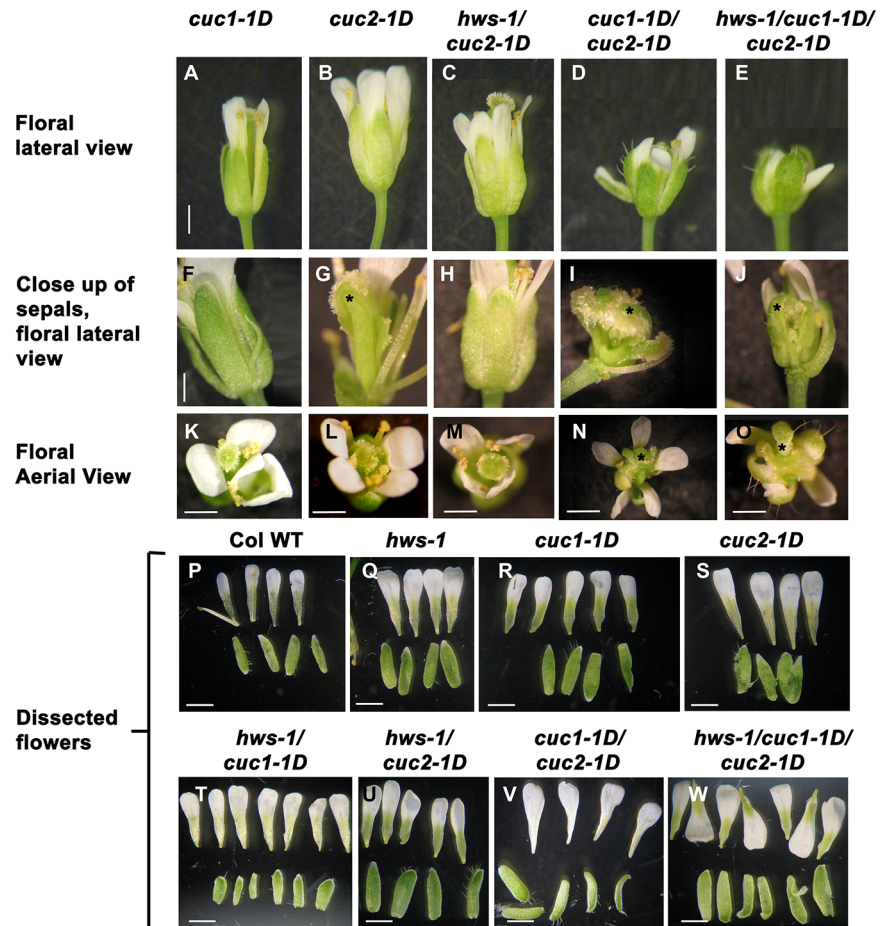 cuc1-1D cuc2-1D hws-1/ cuc1-1D/ hws-1/cuc1-1D/
cuc2-1D cuc2-1D cuc2-1D
A B C D E
Floral
lateral view
F G H I J
* * *
Close up of
sepals,
floral lateral
view
K L M N O
* *
Floral
Aerial View
Col WT hws-1 cuc1-1D cuc2-1D
P Q R S
Dissected
flowers
hws-1/ hws-1/ cuc1-1D/ hws-1/cuc1-1D/
cuc1-1D cuc2-1D cuc2-1D cuc2-1D
T U V W